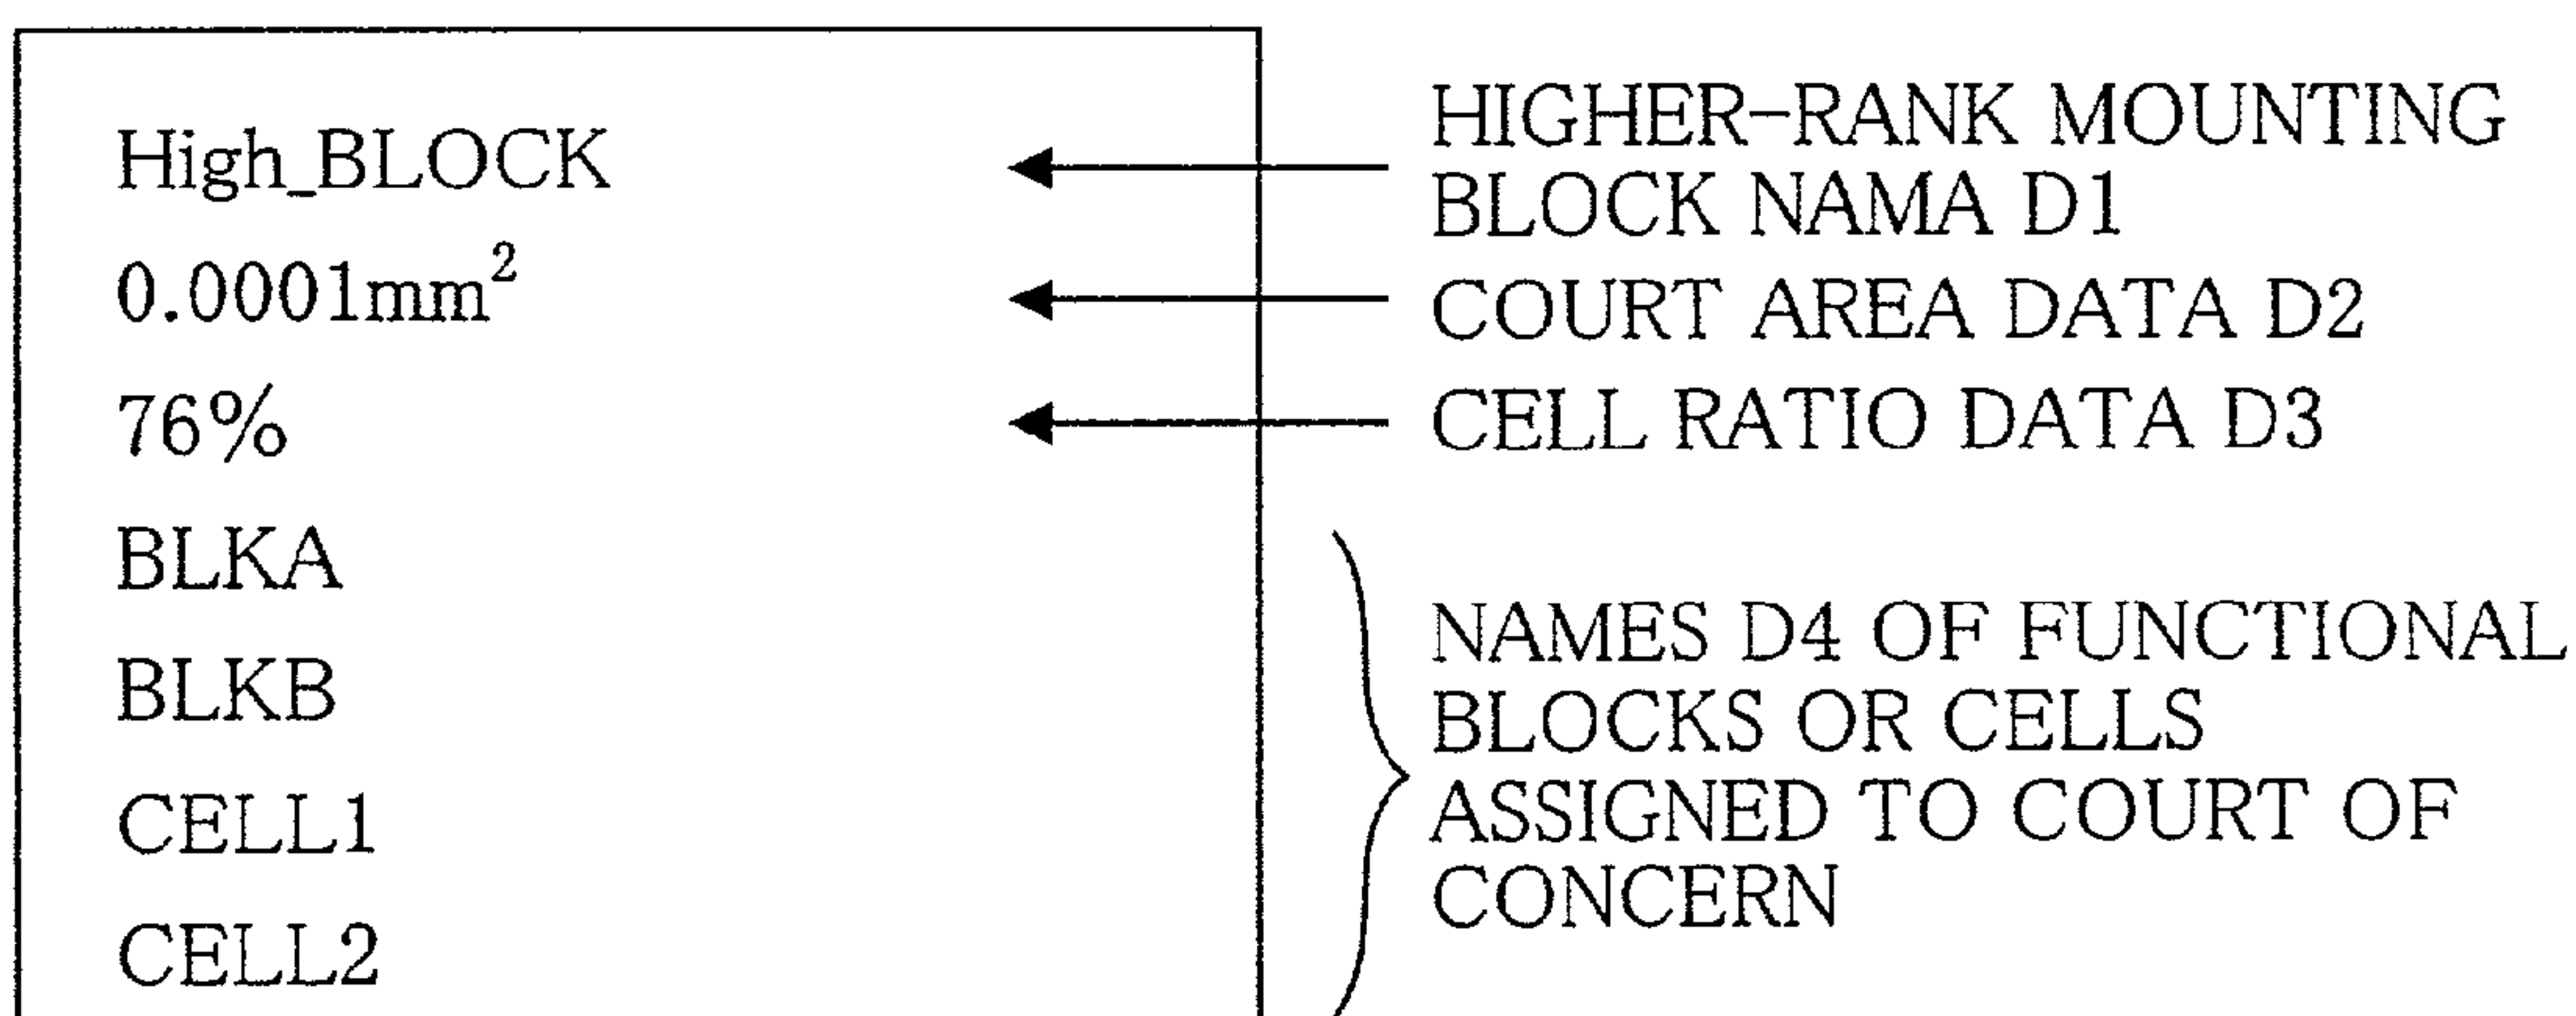 High_BLOCK
0.0001mm²
76%
BLKA
BLKB
CELL1
CELL2
HIGHER-RANK MOUNTING
BLOCK NAMA D1
COURT AREA DATA D2
CELL RATIO DATA D3
NAMES D4 OF FUNCTIONAL
BLOCKS OR CELLS
ASSIGNED TO COURT OF
CONCERN